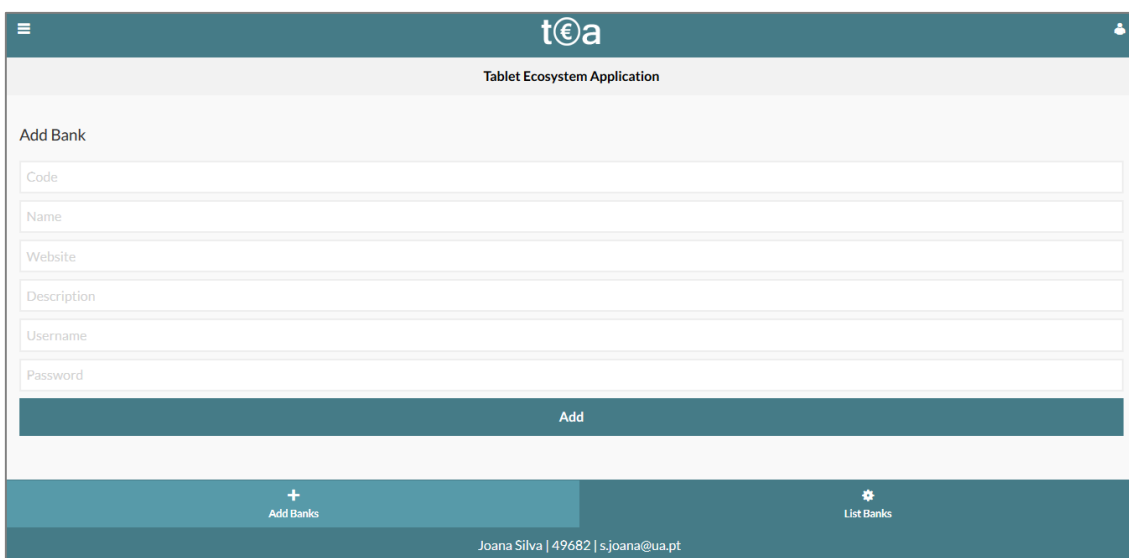 t€a
Tablet Ecosystem Application
Add Bank
Code
Name
Website
Description
Username
Password
Add
Add Banks
List Banks
Joana Silva | 49682 | s.joana@ua.pt